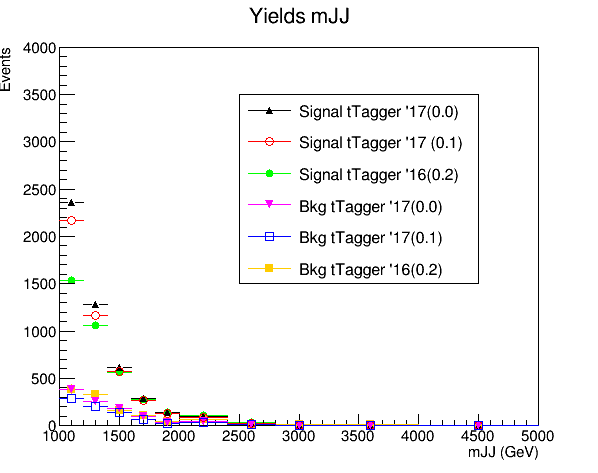 Yields mJJ
Events
4000
3500
3000
2500
2000
1500
1000
500
0
Signal tTagger '17(0.0)
Signal tTagger '17 (0.1)
Signal tTagger '16(0.2)
Bkg tTagger '17(0.0)
Bkg tTagger '17(0.1)
Bkg tTagger '16(0.2)
1000 1500 2000 2500 3000 3500 4000 4500 5000
mJJ (GeV)